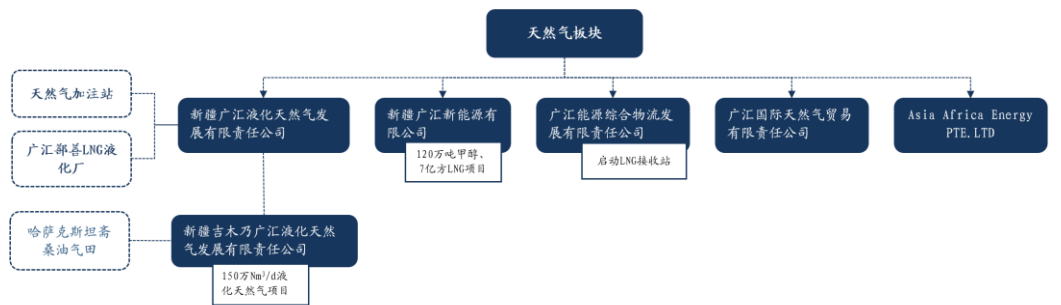 天然气板块
天然气加注站
广汇鄯善LNG液
化厂
新疆广汇液化天然气发
展有限责任公司
新疆广汇新能源有
限公司
120万吨甲醇、
7亿方LNG项目
广汇能源综合物流发
展有限责任公司
启动LNG接收站
广汇国际天然气贸易
有限责任公司
Asia Africa Energy
PTE.LTD
哈萨克斯坦斋
桑油气田
新疆吉木乃广汇液化天然
气发展有限责任公司
150万Nm³/d液
化天然气项目